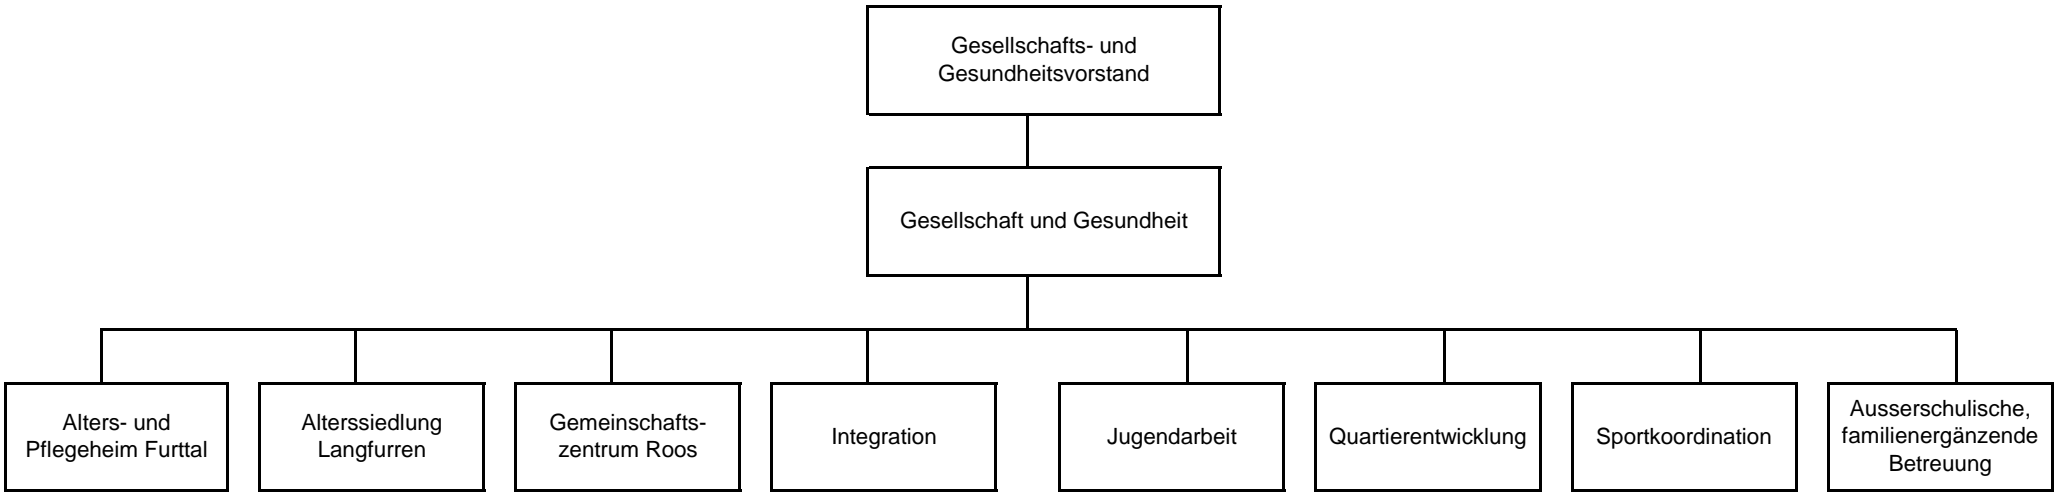 Gesellschafts- und
Gesundheitsvorstand
Gesellschaft und Gesundheit
Alters- und
Pflegeheim Furttal
Alterssiedlung
Langfurren
Gemeinschafts-
zentrum Roos
Integration
Jugendarbeit
Quartierentwicklung
Sportkoordination
Ausserschulische,
familienergänzende
Betreuung